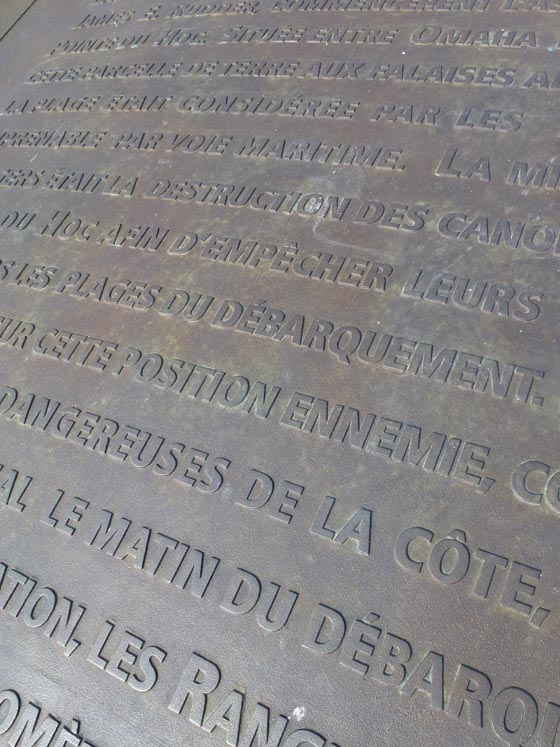 JAMES E. RUDDER, COMMENCÈRENT L'A
POINTE DU HOC. SITUÉE ENTRE OMAHA
CETTE PARCELLE DE TERRE AUX FALAISES A
LA PLAGE ÉTAIT CONSIDÉRÉE PAR LES
PRENABLE PAR VOIE MARITIME. LA MI
ERS ÉTAIT LA DESTRUCTION DES CANO
DU HOC AFIN D'EMPÊCHER LEURS
S LES PLAGES DU DÉBARQUEMENT.
UR CETTE POSITION ENNEMIE, CO
DANGEREUSES DE LA CÔTE,
AL LE MATIN DU DÉBARQ
ATION, LES RANG
OMÈ